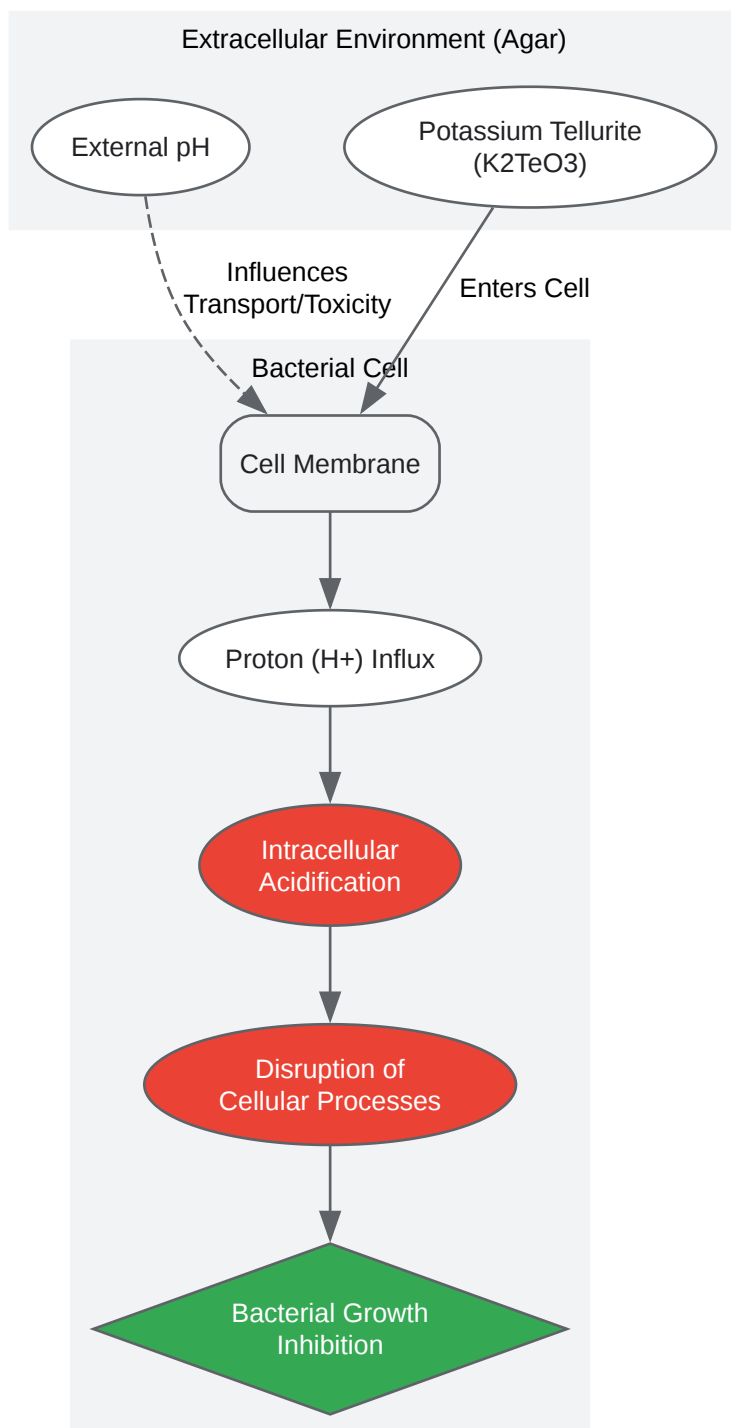 Extracellular Environment (Agar)
External pH
Potassium Tellurite
(K2TeO3)
Influences
Transport/Toxicity
Enters Cell
Bacterial Cell
Cell Membrane
Proton (H+) Influx
Intracellular
Acidification
Disruption of
Cellular Processes
Bacterial Growth
Inhibition